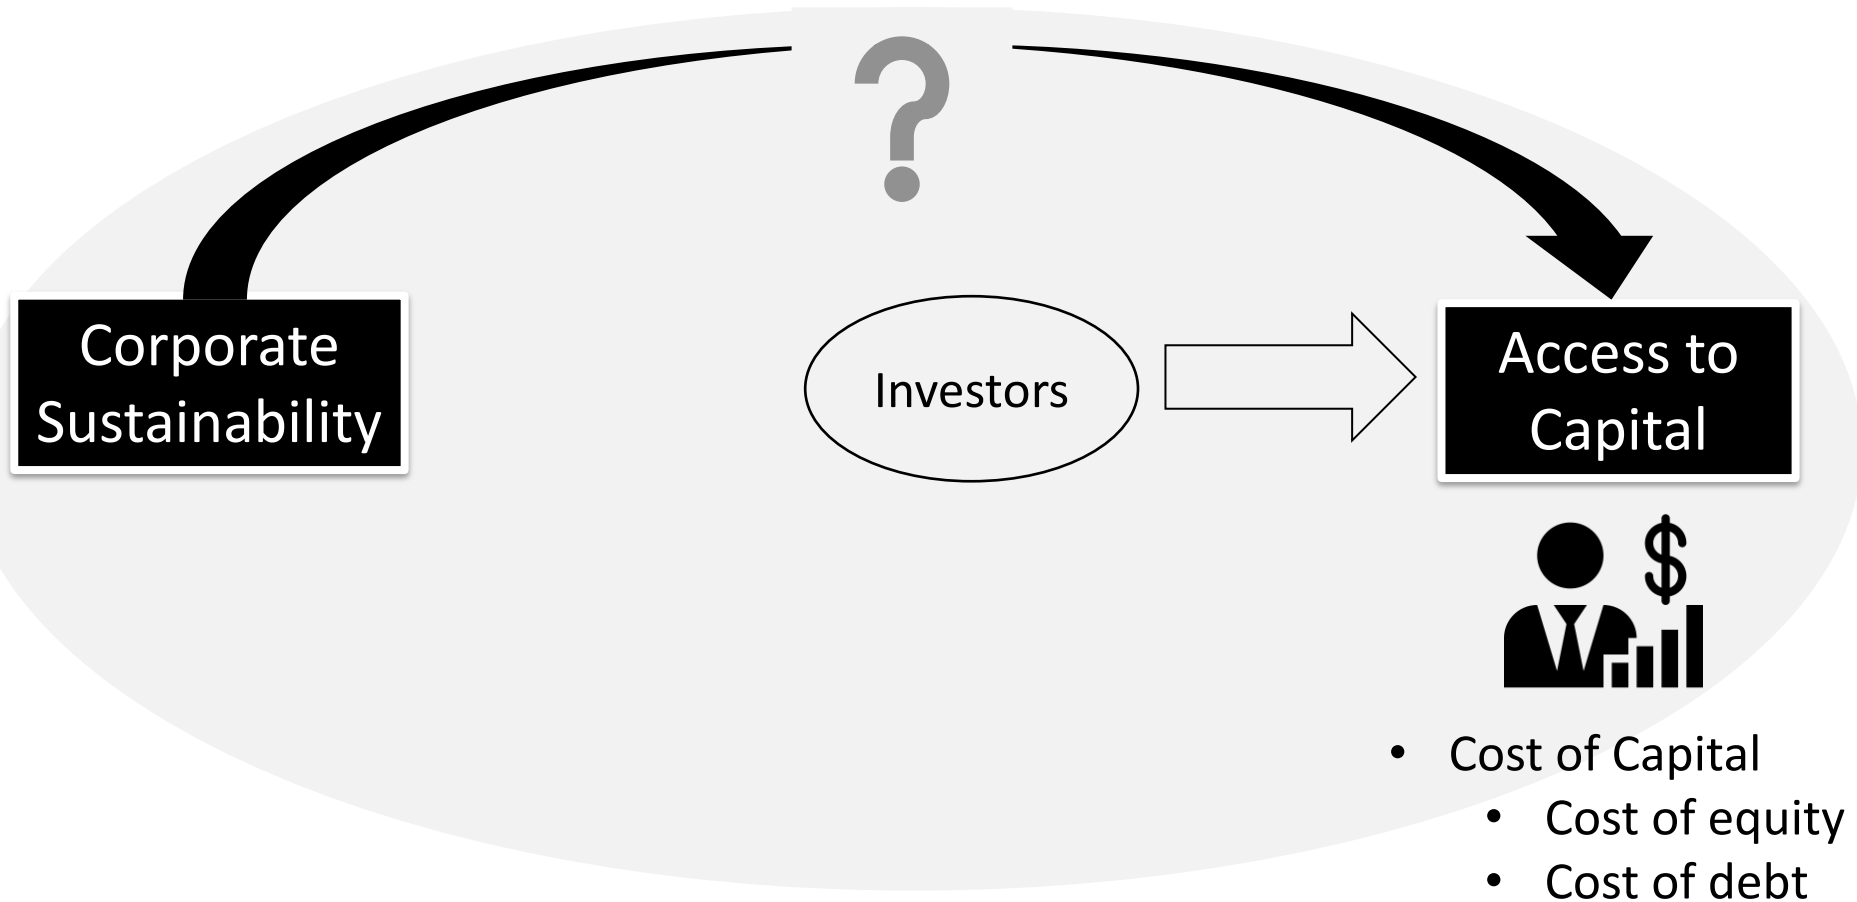 ?
Corporate
Sustainability
Investors
Access to
Capital
$
• Cost of Capital
• Cost of equity
• Cost of debt